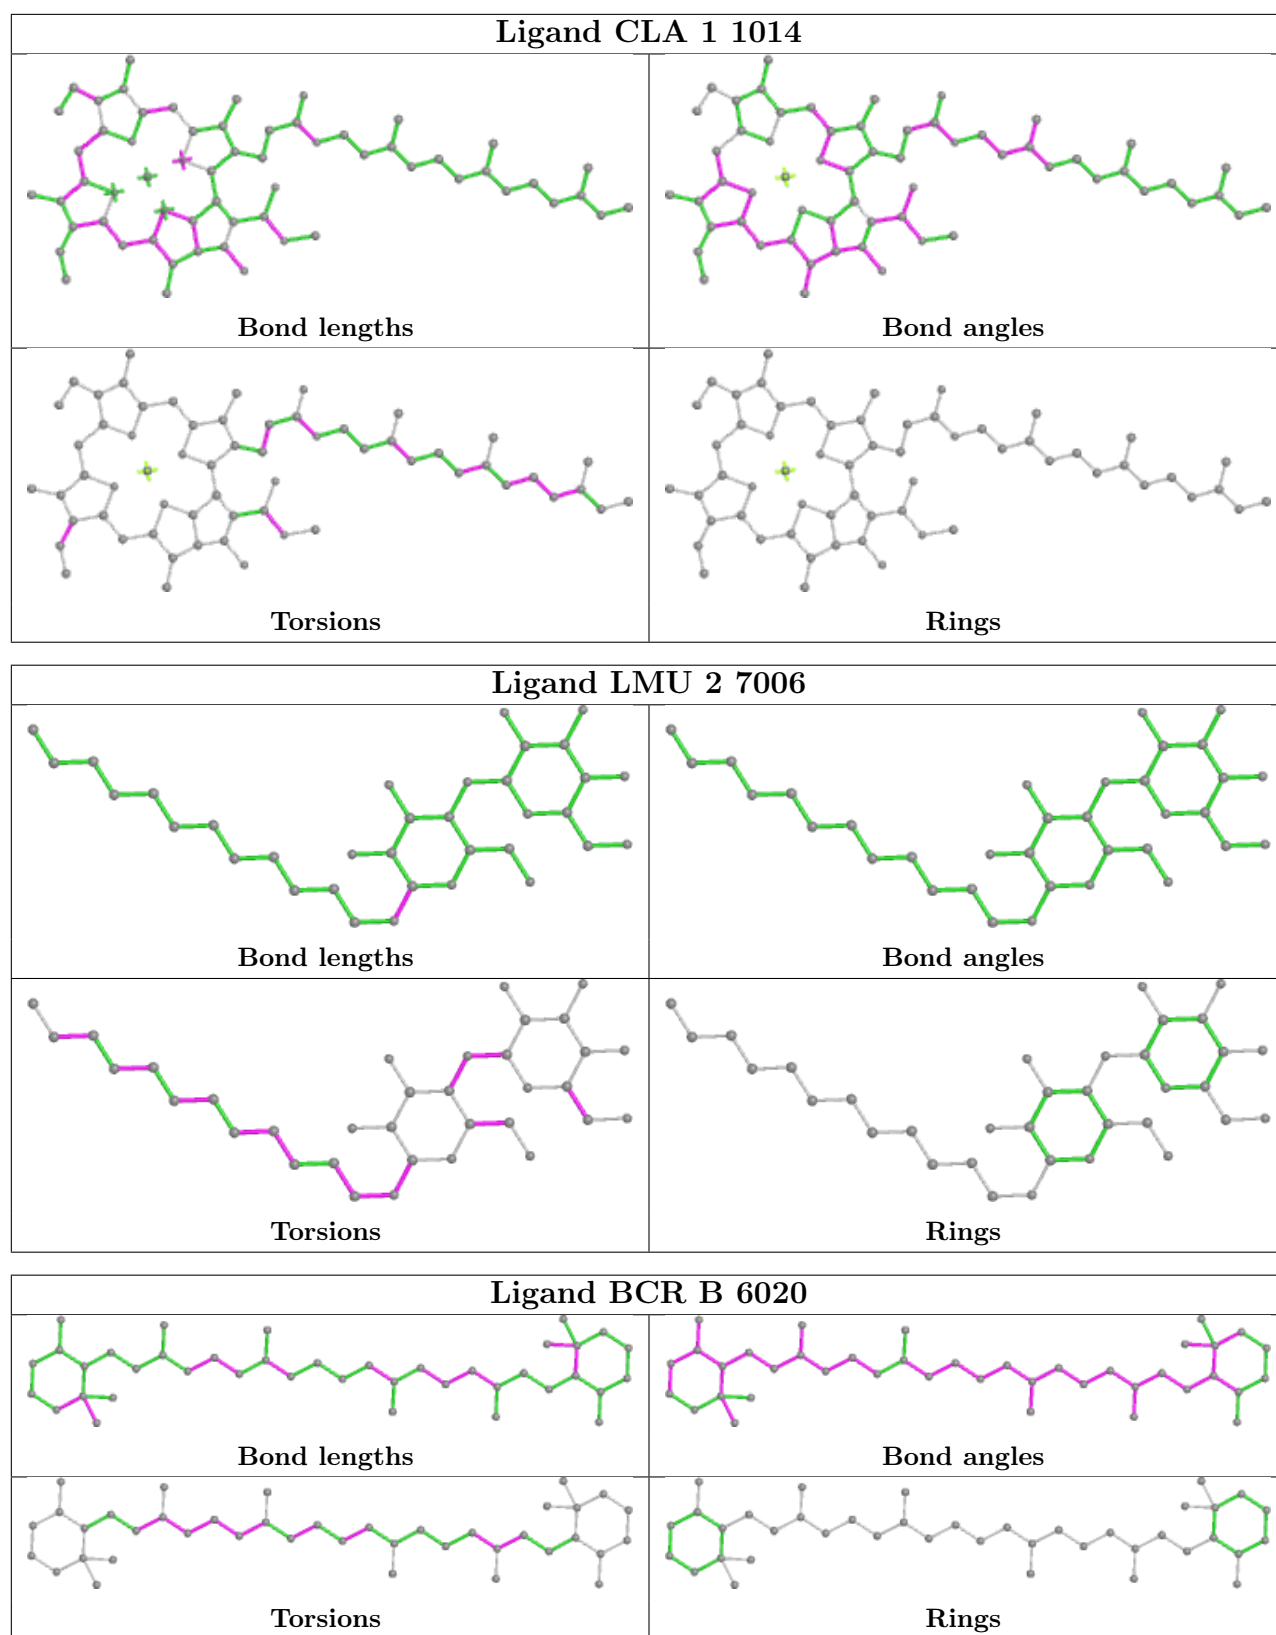 Ligand CLA 1 1014
Bond lengths
Bond angles
Torsions
Rings
Ligand LMU 2 7006
Bond lengths
Bond angles
Torsions
Rings
Ligand BCR B 6020
Bond lengths
Bond angles
Torsions
Rings